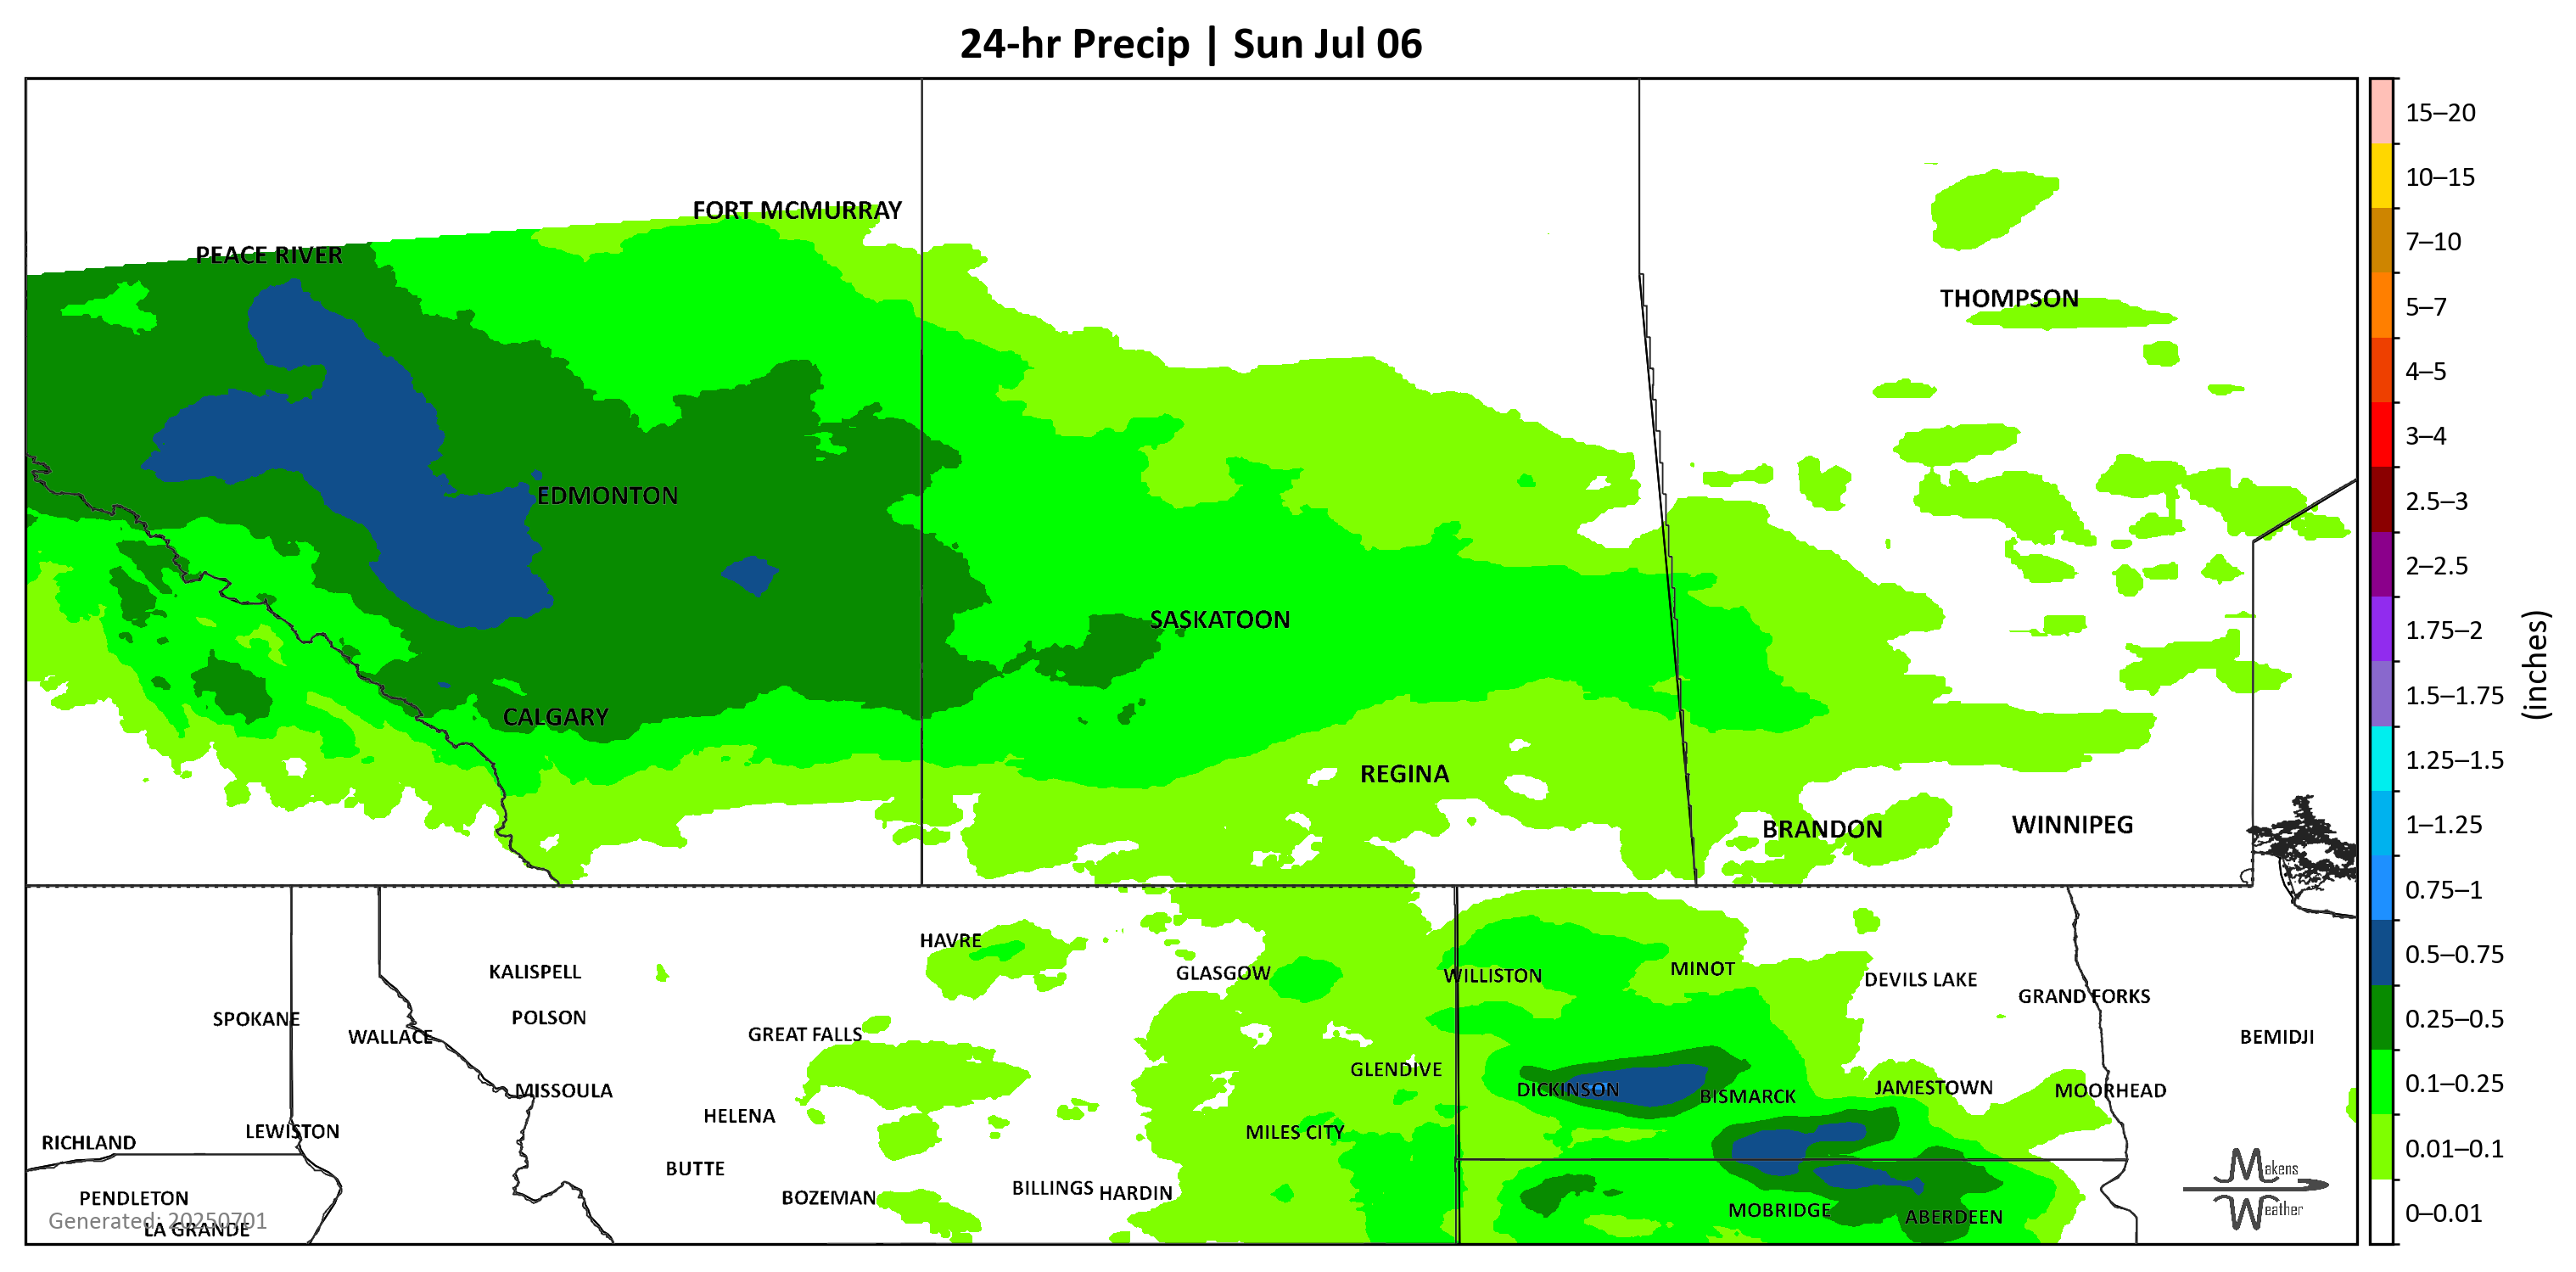 24-hr Precip | Sun Jul 06
FORT MCMURRAY
PEACE RIVER
THOMPSON
EDMONTON
SASKATOON
CALGARY
REGINA
BRANDON
WINNIPEG
HAVRE
KALISPELL
GLASGOW
WILLISTON
MINOT
DEVILS LAKE
GRAND FORKS
SPOKANE
POLSON
WALLACE
GREAT FALLS
BEMIDJI
GLENDIVE
MISSOULA
DICKINSON
BISMARCK
JAMESTOWN
MOORHEAD
HELENA
RICHLAND
LEWISTON
MILES CITY
BUTTE
PENDLETON
BOZEMAN
BILLINGS
HARDIN
MOBRIDGE
ABERDEEN
Generated: 20250701
LA GRANDE
Makens
Weather
15–20
10–15
7–10
5–7
4–5
3–4
2.5–3
2–2.5
1.75–2
1.5–1.75
1.25–1.5
1–1.25
0.75–1
0.5–0.75
0.25–0.5
0.1–0.25
0.01–0.1
0–0.01
(inches)